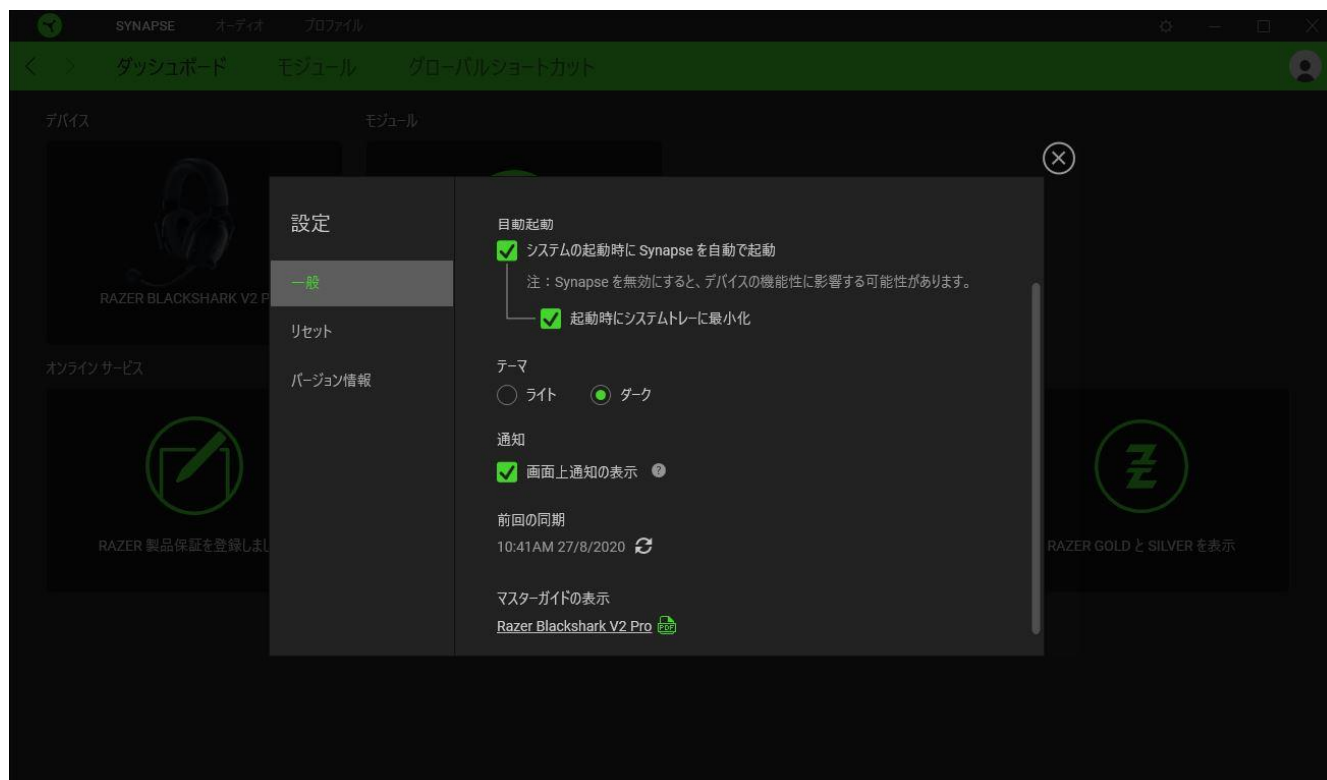 SYNAPSE オーディオ プロファイル
ダッシュボード モジュール グローバルショートカット
デバイス モジュール
RAZER BLACKSHARK V2 P
オンライン サービス
RAZER 製品保証を登録しまし
RAZER GOLD と SILVER を表示
設定
一般
リセット
バージョン情報
自動起動
システムの起動時に Synapse を自動で起動
注：Synapse を無効にすると、デバイスの機能性に影響する可能性があります。
起動時にシステムトレーに最小化
テーマ
ライト ダーク
通知
画面上通知の表示 ?
前回の同期
10:41AM 27/8/2020
マスターガイドの表示
Razer Blackshark V2 Pro PDF